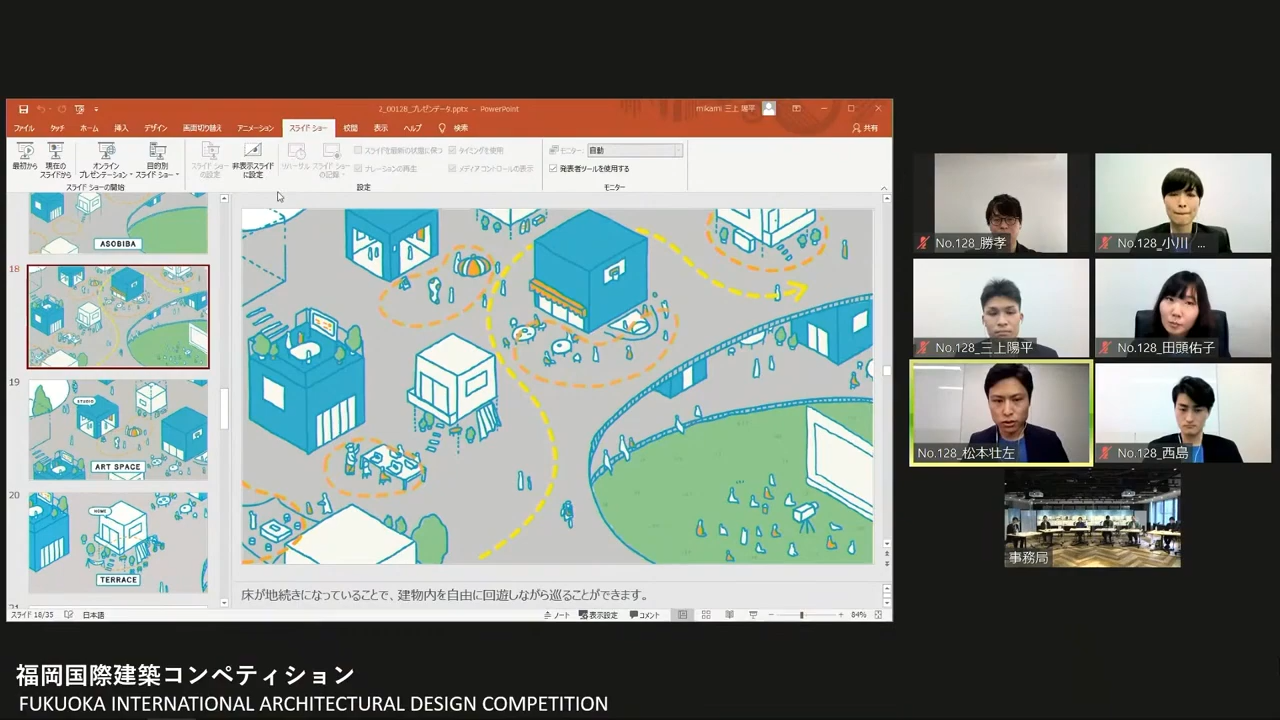 2_00128_プレゼンデータ.pptx - PowerPoint
mikami 三上 陽平
ファイル タッチ ホーム 挿入 デザイン 画面切り替え アニメーション スライド ショー 校閲 表示 ヘルプ 検索 共有
最初から
現在の
スライドから
オンライン
プレゼンテーション
目的別
スライド ショー
スライド ショー
の設定
非表示スライド
に設定
リハーサル
スライド ショー
の記録
スライドを最新の状態に保つ
ナレーションの再生
タイミングを使用
メディア コントロールの表示
モニター:
自動
発表者ツールを使用する
スライド ショーの開始
設定
モニター
ASOBIBA
18
19
STUDIO
ART SPACE
20
HOME
TERRACE
床が地続きになっていることで、建物内を自由に回遊しながら巡ることができます。
スライド 18/35
日本語
ノート
表示設定
コメント
84%
No.128_勝孝
No.128_小川 ...
No.128_三上陽平
No.128_田頭佑子
No.128_松本壮左
No.128_西島
事務局
福岡国際建築コンペティション
FUKUOKA INTERNATIONAL ARCHITECTURAL DESIGN COMPETITION